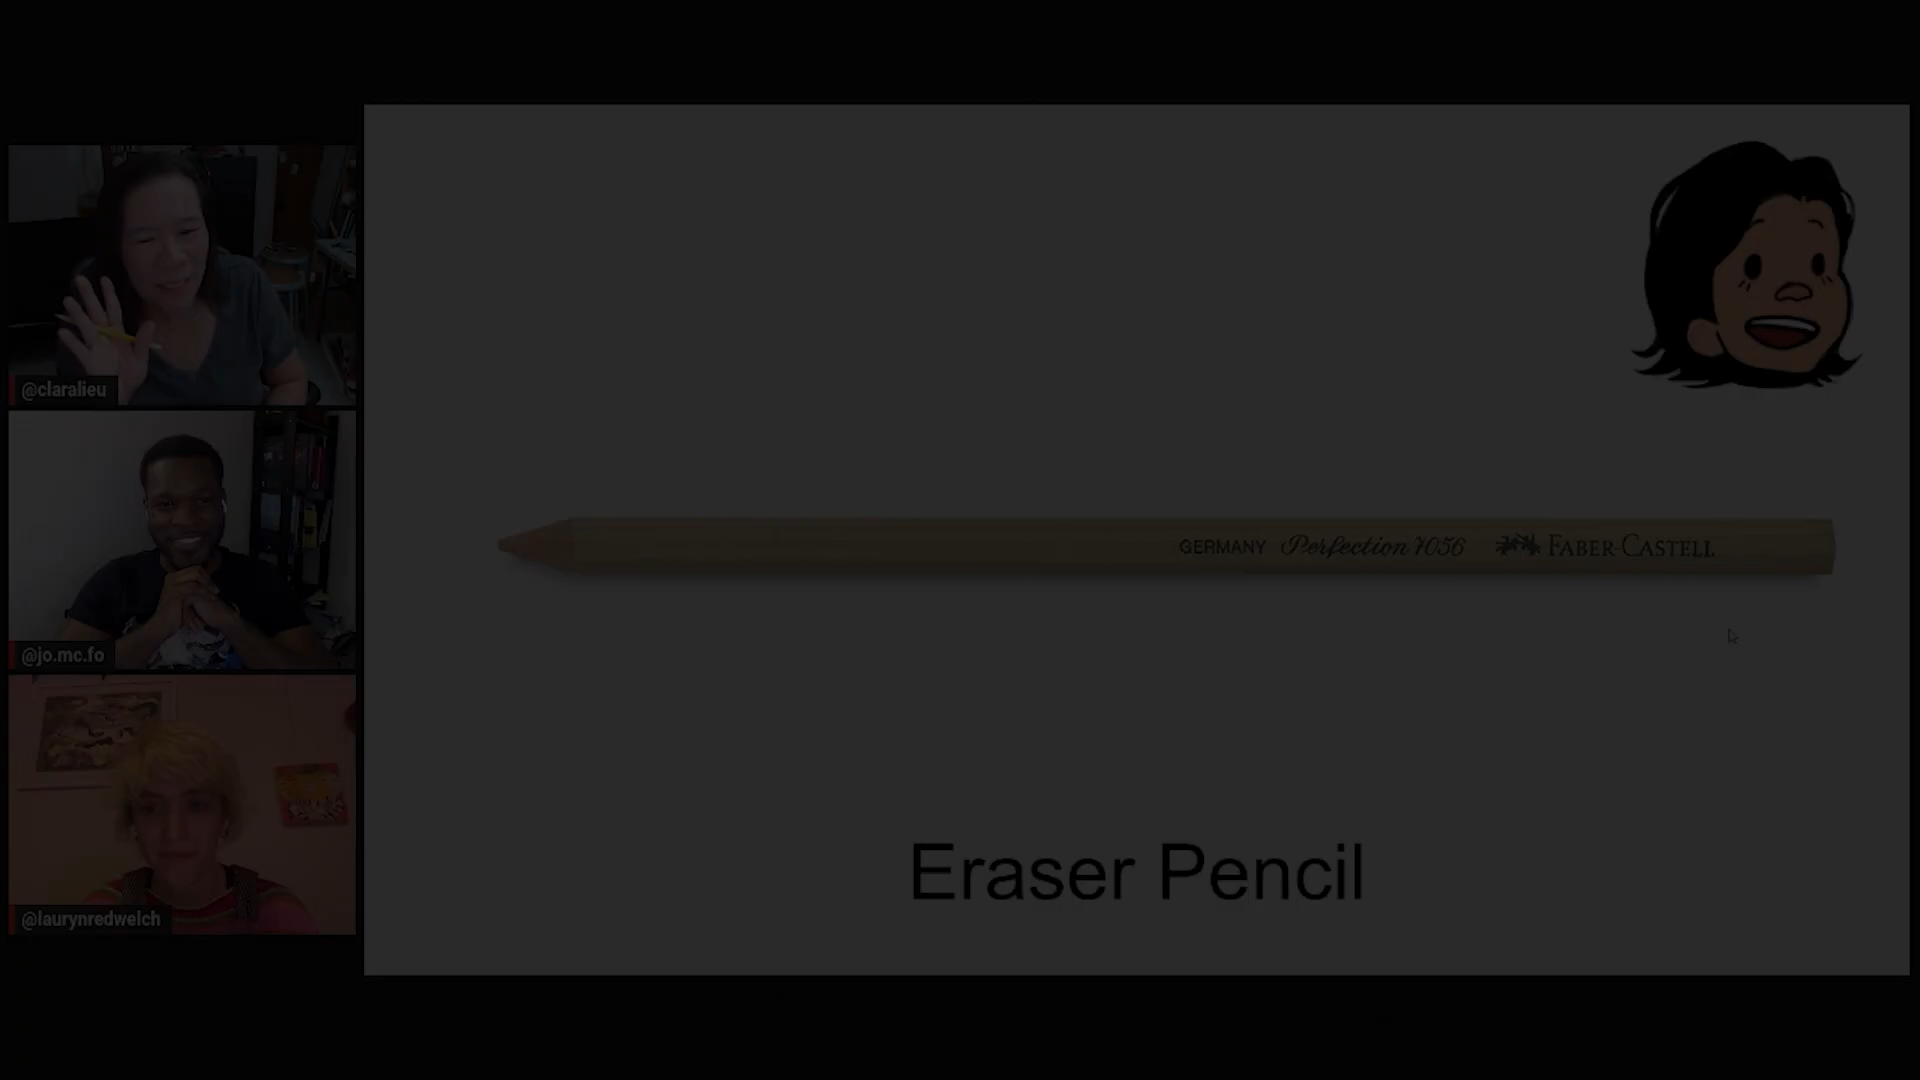 @claralieu
@jo.mc.fo
@laurynredwelch
GERMANY Perfection 7056 FABER-CASTELL
Eraser Pencil